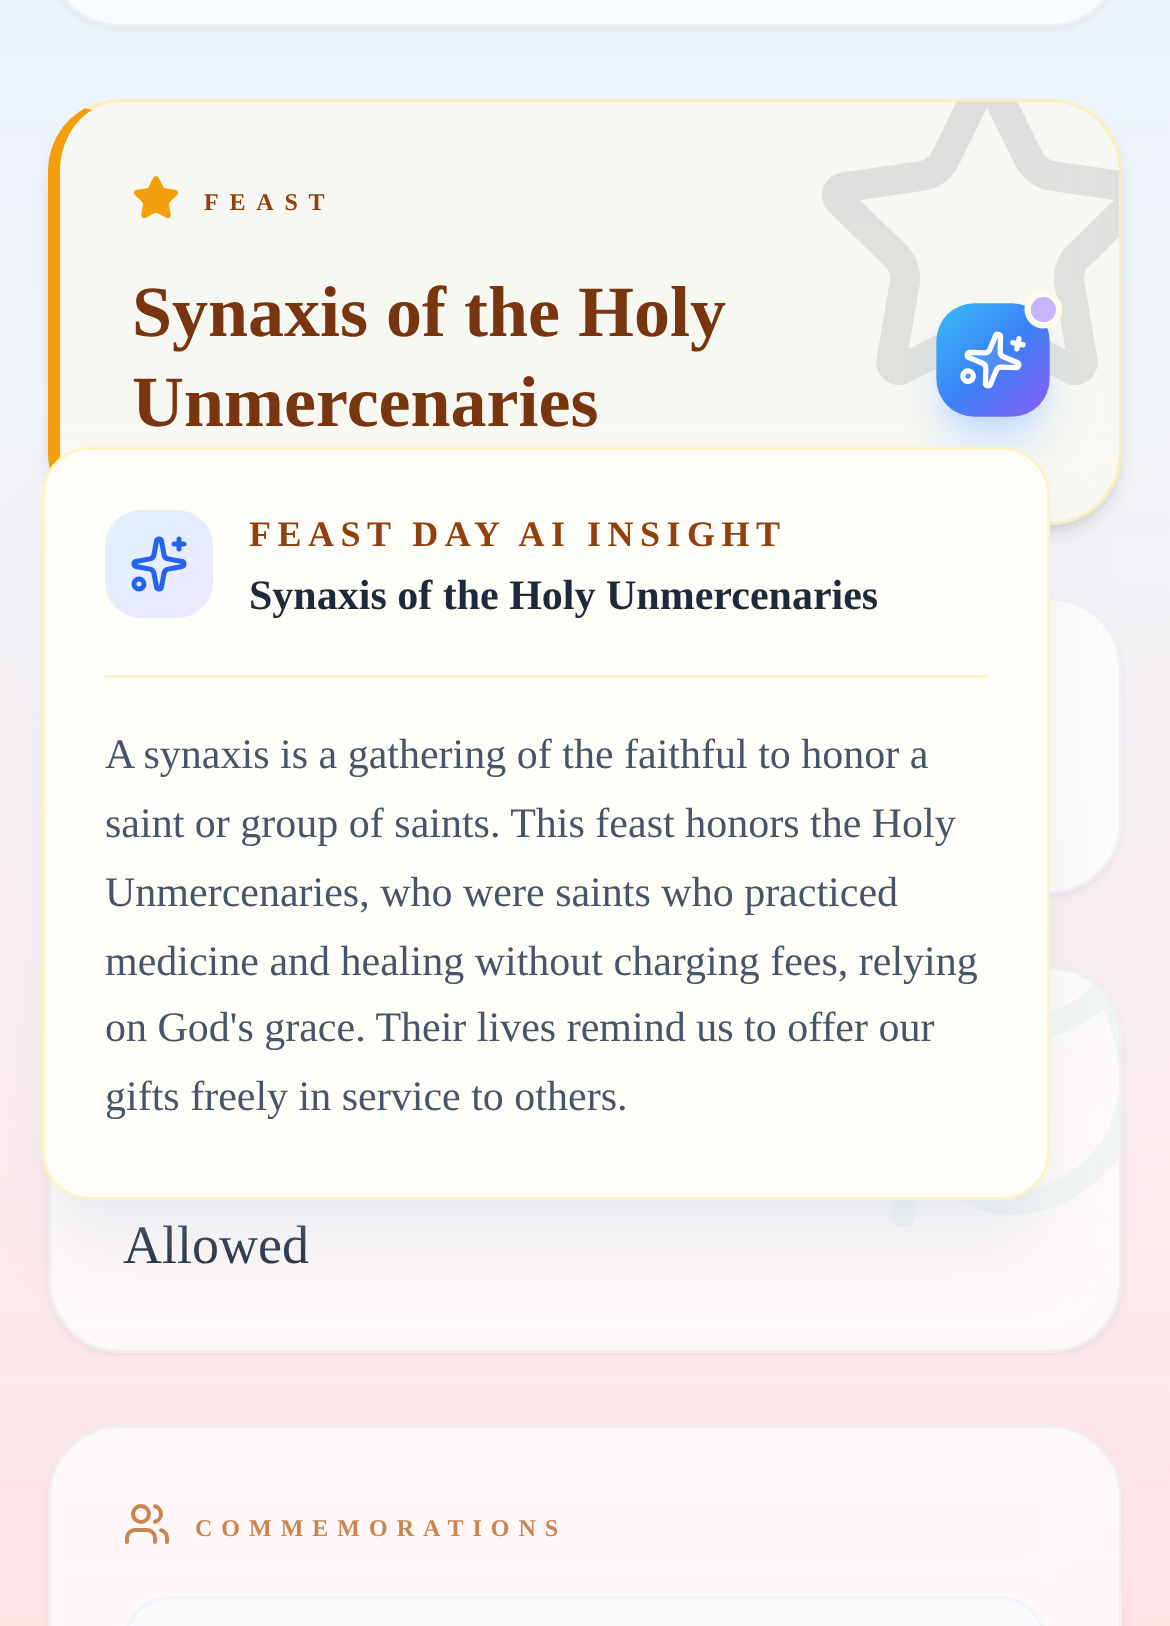 FEAST
Synaxis of the Holy
Unmercenaries
FEAST DAY AI INSIGHT
Synaxis of the Holy Unmercenaries
A synaxis is a gathering of the faithful to honor a
saint or group of saints. This feast honors the Holy
Unmercenaries, who were saints who practiced
medicine and healing without charging fees, relying
on God's grace. Their lives remind us to offer our
gifts freely in service to others.
Allowed
COMMEMORATIONS